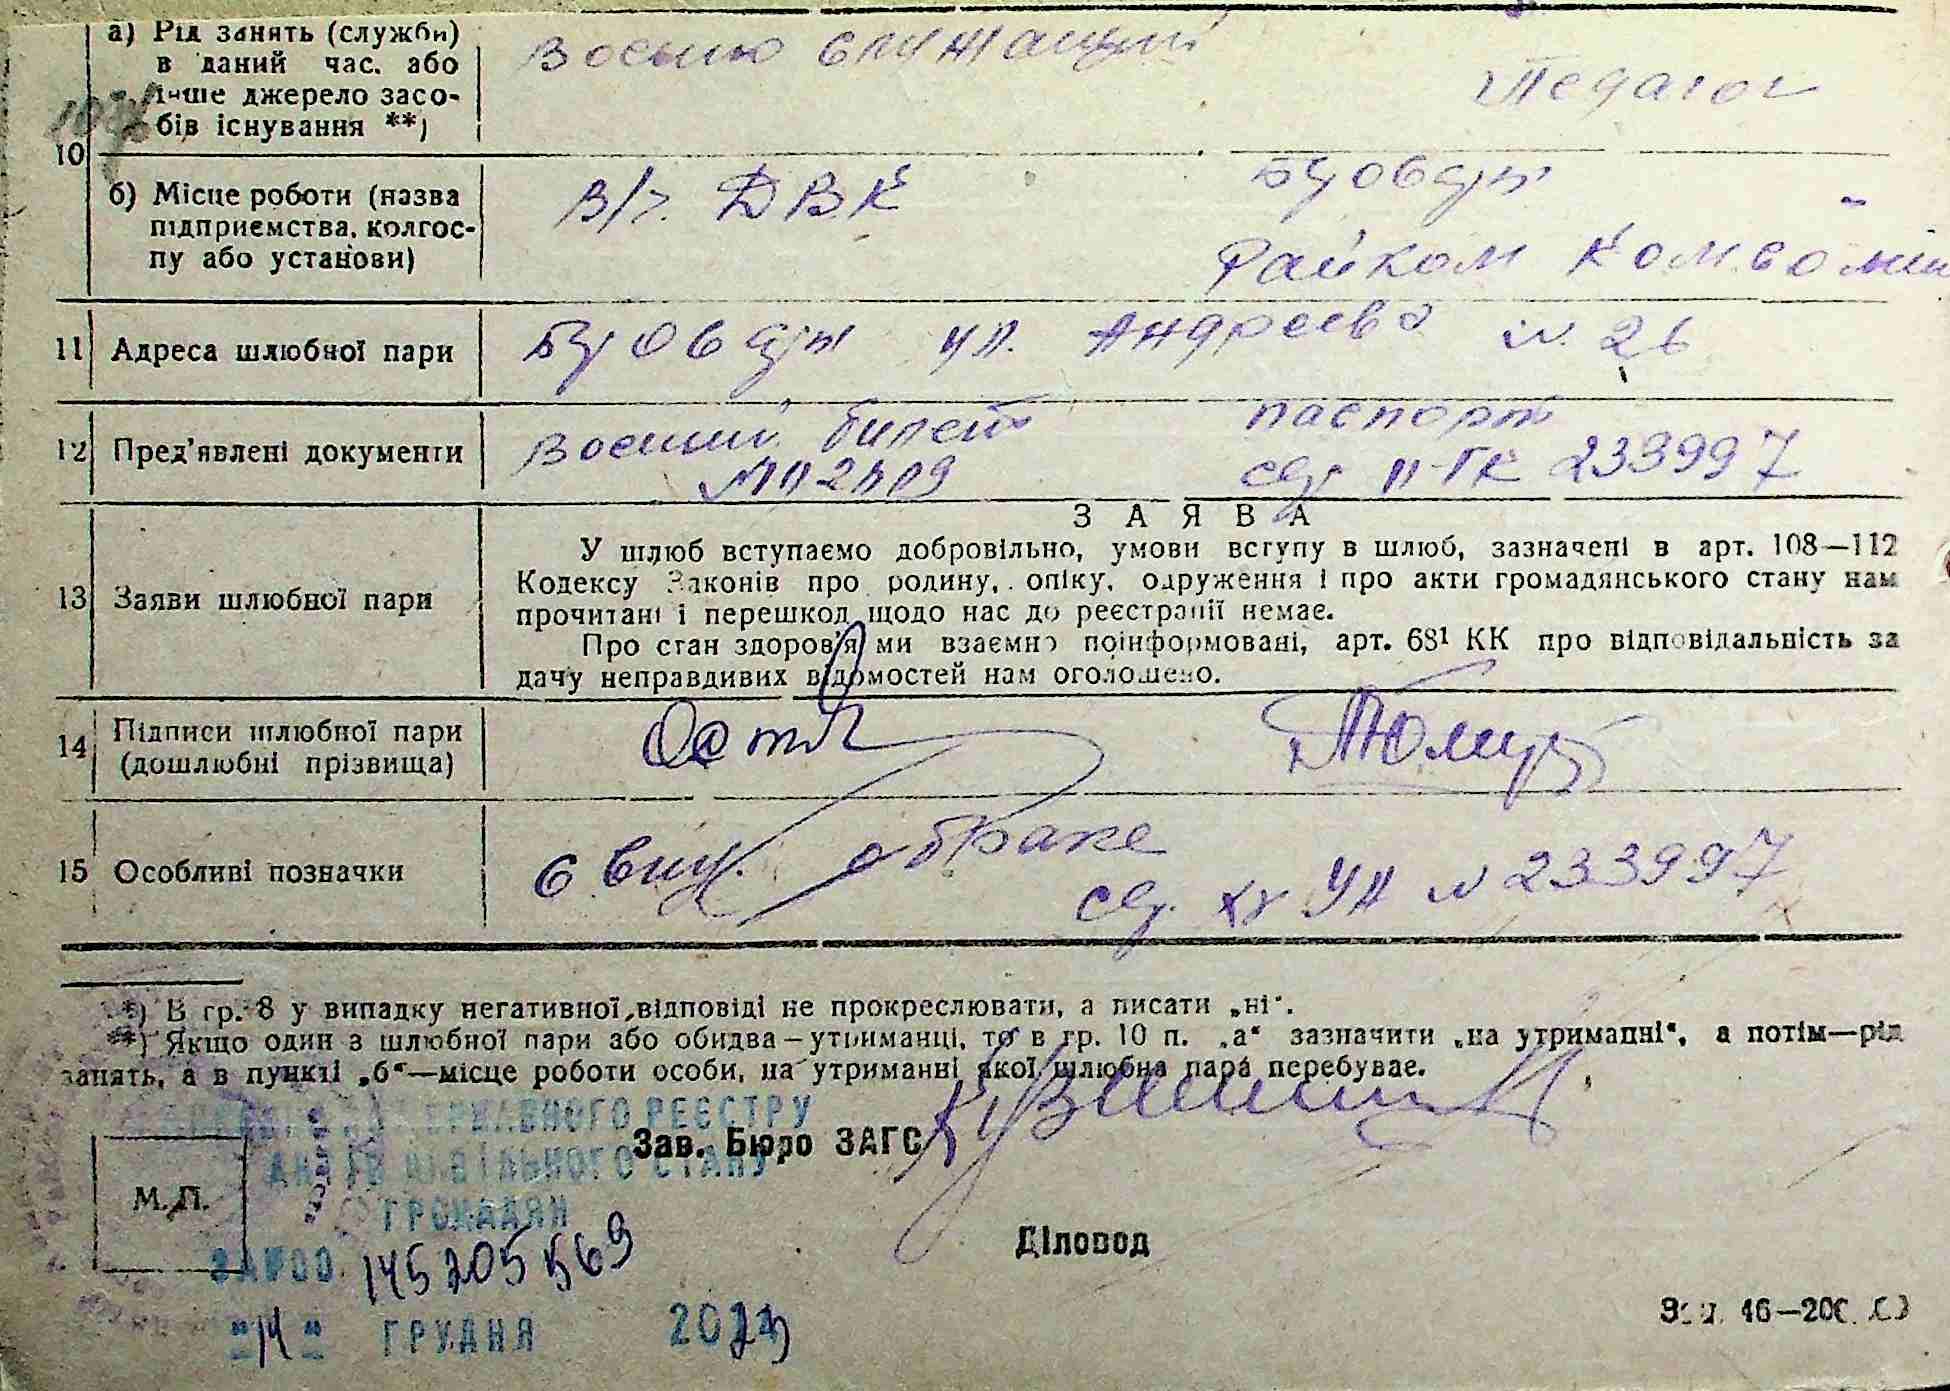 а) Рід занять (служби)
в даний час, або
інше джерело засо-
бів існування **)
Военно служащий
Педагог
10
б) Місце роботи (назва
підприємства, колгос-
пу або установи)
В/ч. ДВК
Райком Комсомол
11 Адреса шлюбної пари
ул. Андреева
12 Пред'явлені документи
Военный билет
паспорт
233997
13 Заяви шлюбної пари
ЗАЯВА
У шлюб вступаємо добровільно, умови вступу в шлюб, зазначені в арт. 108—112
Кодексу Законів про родину, опіку, одруження і про акти громадянського стану нам
прочитані і перешкод щодо нас до реєстрації немає.
Про стан здоров'я ми взаємно поінформовані, арт. 68¹ КК про відповідальність за
дачу неправдивих відомостей нам оголошено.
14 Підписи шлюбної пари
(дошлюбні прізвища)
15 Особливі позначки
о браке
№ 233997
*) В гр. 8 у випадку негативної відповіді не прокреслювати, а писати „ні“.
**) Якщо один з шлюбної пари або обидва—утриманці, то в гр. 10 п. „а“ зазначити „на утриманні“, а потім—рід
занять, а в пункті „б“—місце роботи особи, на утриманні якої шлюбна пара перебуває.
ДЕРЖАВНОГО РЕЄСТРУ
Зав. Бюро ЗАГС
АКТІВ ЦИВІЛЬНОГО СТАНУ
М.П.
ГРОМАДЯН
Діловод
ГРУДНЯ